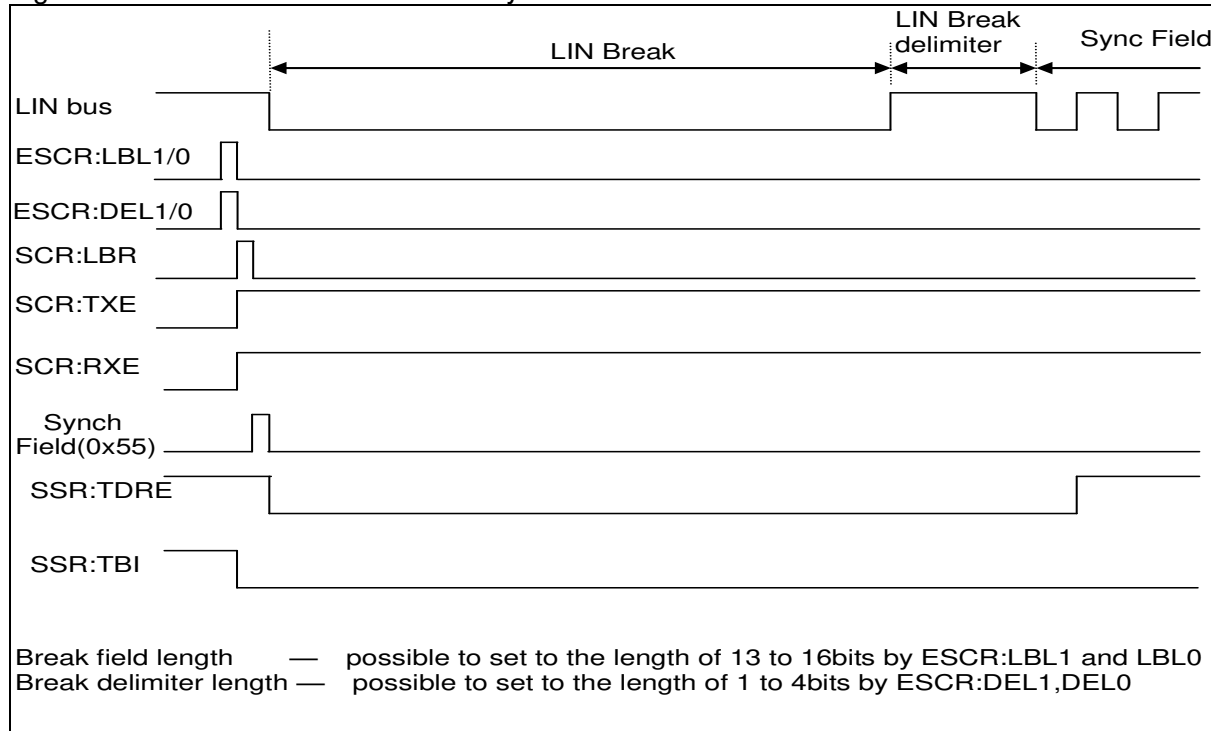 LIN Break
LIN Break
delimiter
Sync Field
LIN bus
ESCR:LBL1/0
ESCR:DEL1/0
SCR:LBR
SCR:TXE
SCR:RXE
Synch
Field(0x55)
SSR:TDRE
SSR:TBI
Break field length — possible to set to the length of 13 to 16bits by ESCR:LBL1 and LBL0
Break delimiter length — possible to set to the length of 1 to 4bits by ESCR:DEL1,DEL0